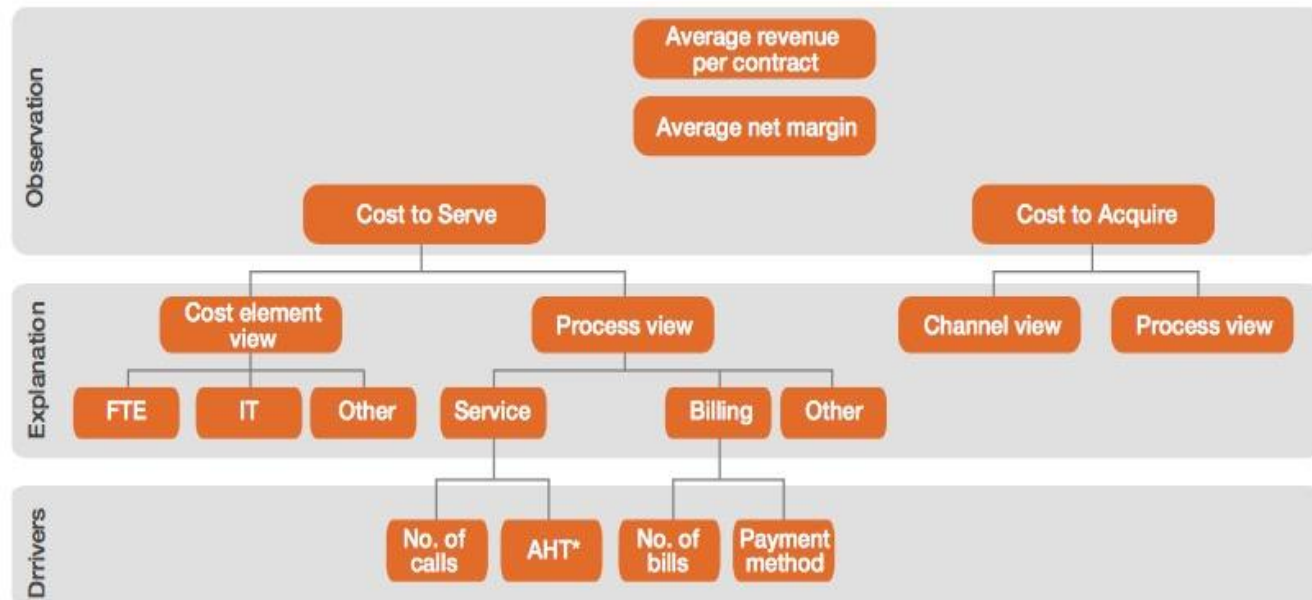 Observation
Average revenue
per contract
Average net margin
Cost to Serve
Cost to Acquire
Explanation
Cost element
view
Process view
Channel view
Process view
FTE
IT
Other
Service
Billing
Other
Drrivers
No. of
calls
AHT*
No. of
bills
Payment
method